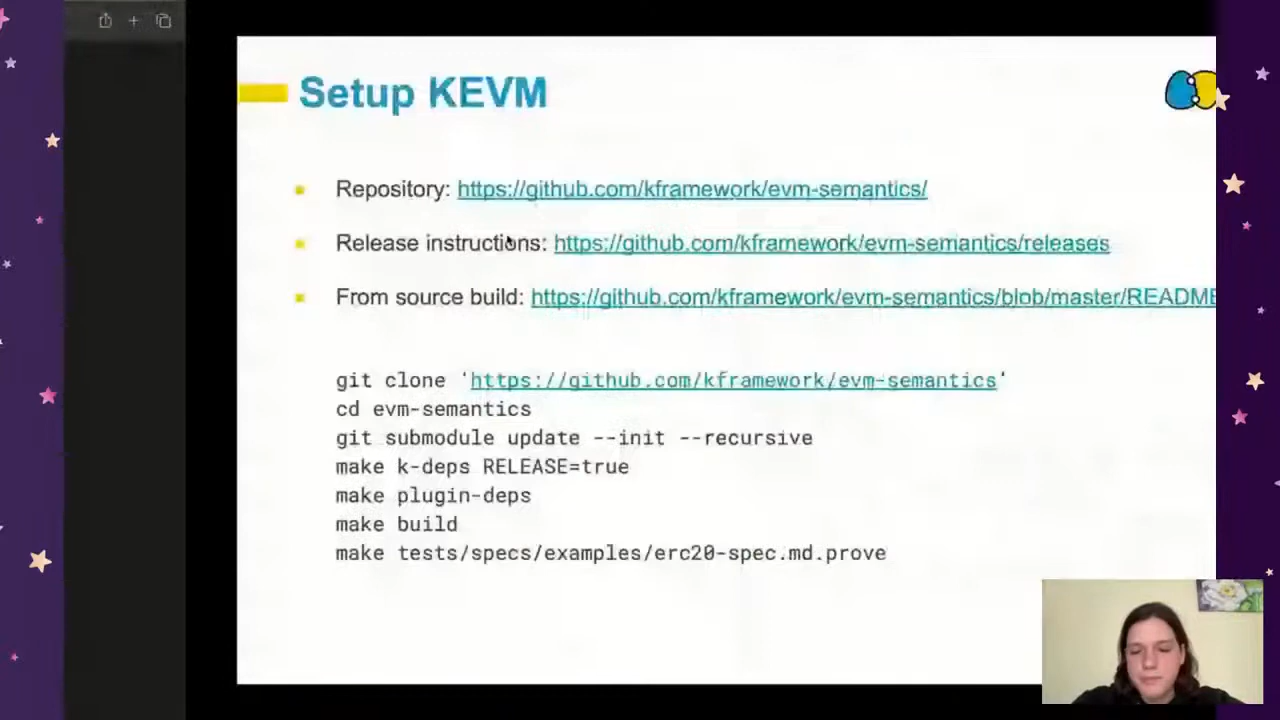 Setup KEVM
Repository: https://github.com/kframework/evm-semantics/
Release instructions: https://github.com/kframework/evm-semantics/releases
From source build: https://github.com/kframework/evm-semantics/blob/master/README
git clone 'https://github.com/kframework/evm-semantics'
cd evm-semantics
git submodule update --init --recursive
make k-deps RELEASE=true
make plugin-deps
make build
make tests/specs/examples/erc20-spec.md.prove